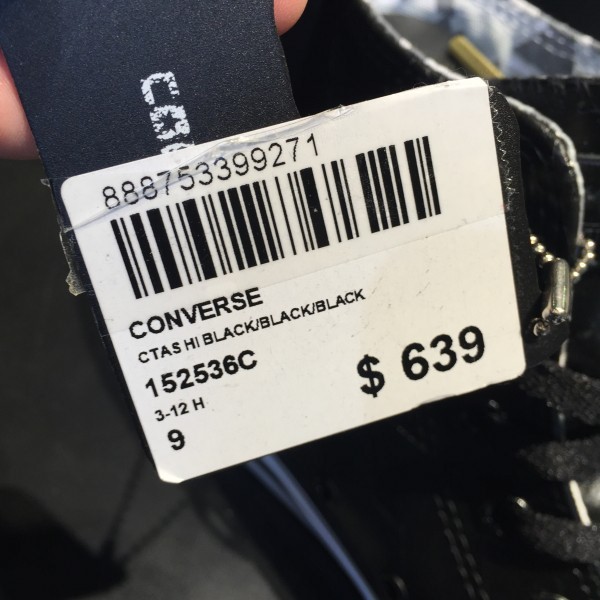 888753399271
CONVERSE
CTAS HI BLACK/BLACK/BLACK
152536C
$ 639
3-12 H
9